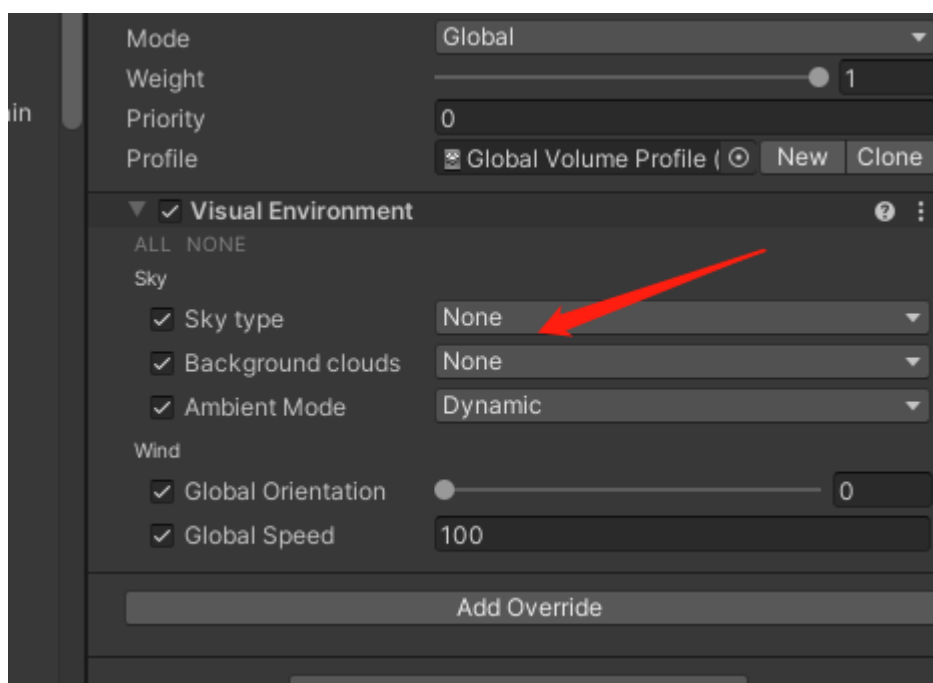 Mode Global
Weight 1
in
Priority 0
Profile Global Volume Profile ( New Clone
Visual Environment
ALL NONE
Sky
Sky type None
Background clouds None
Ambient Mode Dynamic
Wind
Global Orientation 0
Global Speed 100
Add Override